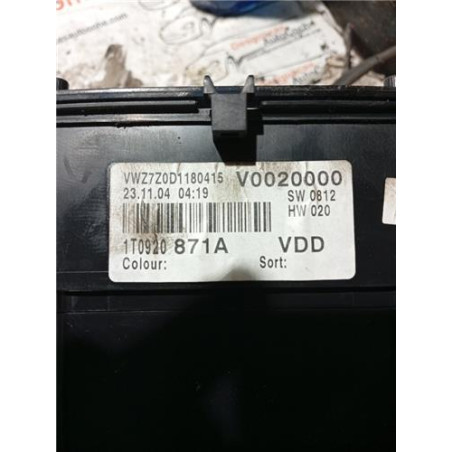 VWZ7Z0D1180415 V0020000
23.11.04 04:19 SW 0812
HW 020
1T0920 871A VDD
Colour: Sort: